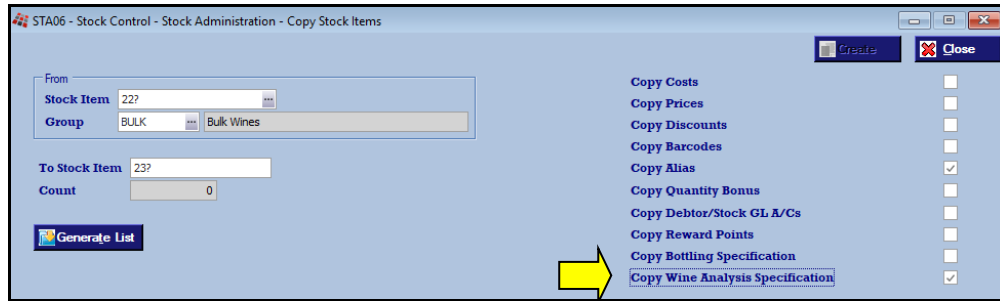 STA06 - Stock Control - Stock Administration - Copy Stock Items
Create
Close
From
Stock Item 22? ...
Group BULK ... Bulk Wines
To Stock Item 23?
Count 0
Generate List
Copy Costs
Copy Prices
Copy Discounts
Copy Barcodes
Copy Alias
Copy Quantity Bonus
Copy Debtor/Stock GL A/Cs
Copy Reward Points
Copy Bottling Specification
Copy Wine Analysis Specification